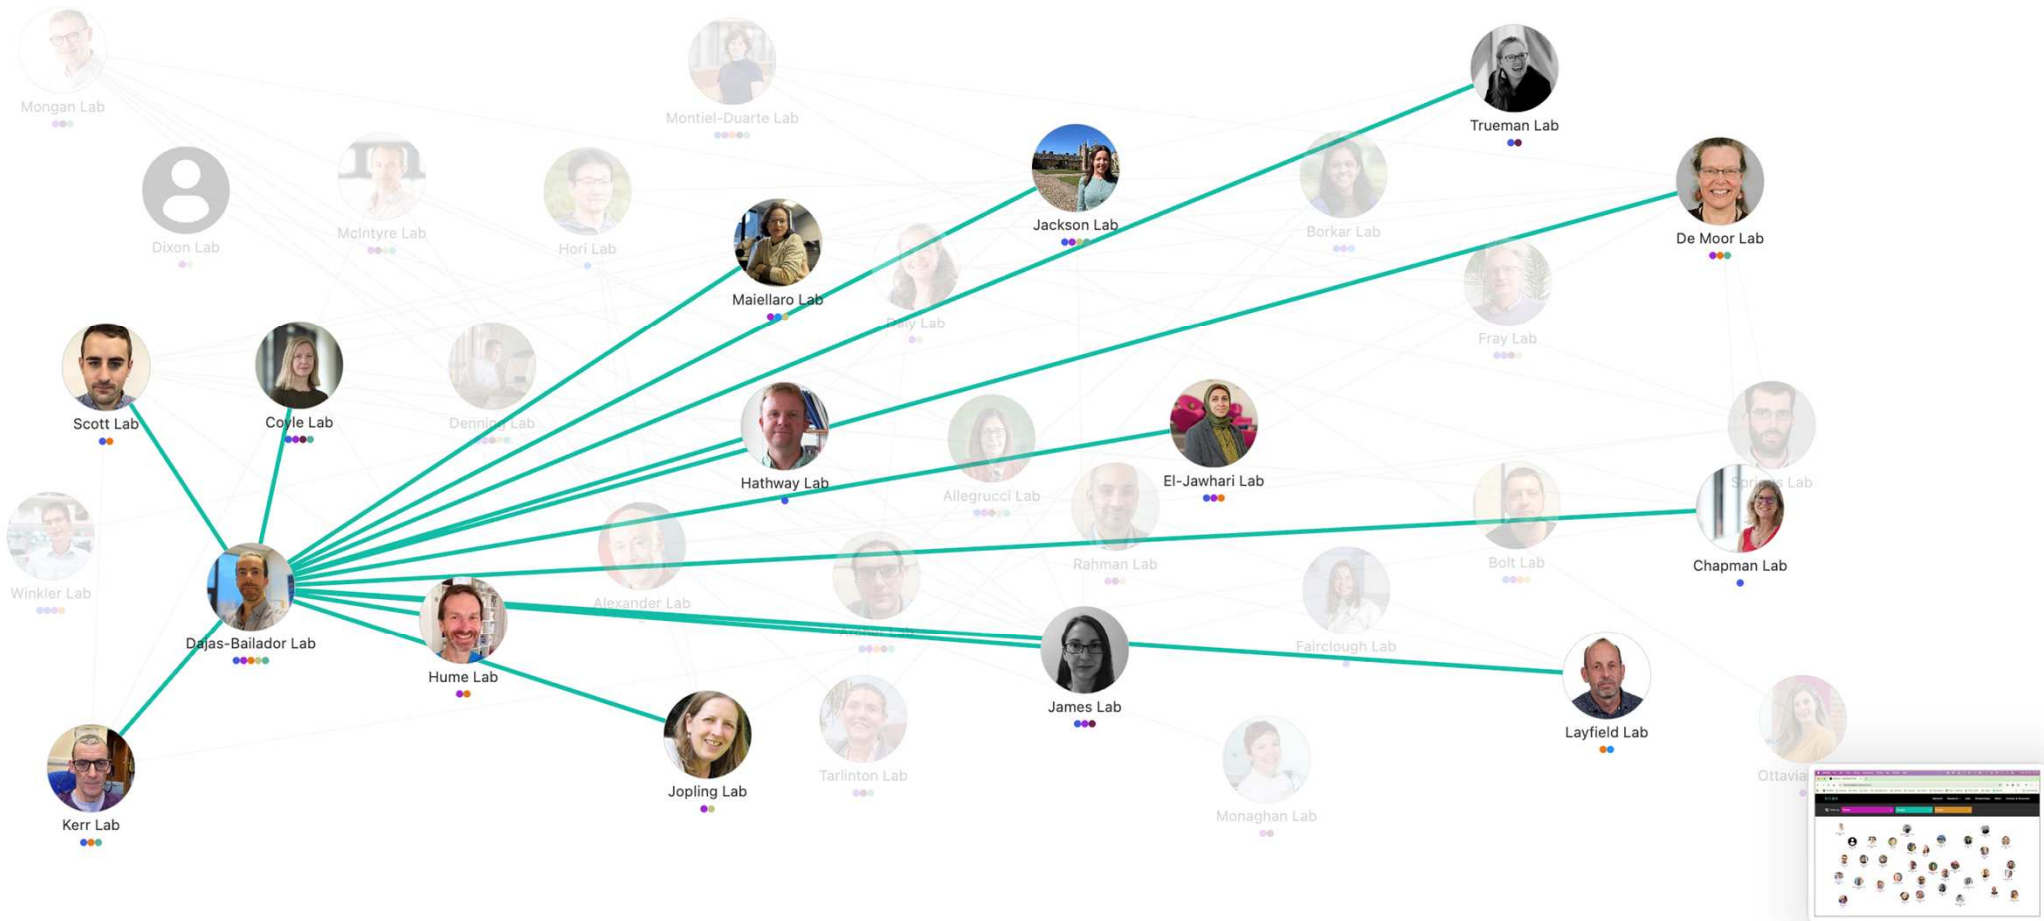 Mongan Lab
Montiel-Duarte Lab
Trueman Lab
Dixon Lab
McIntyre Lab
Hori Lab
Jackson Lab
Borkar Lab
De Moor Lab
Maiellaro Lab
Daly Lab
Fray Lab
Scott Lab
Coyle Lab
Denning Lab
Hathway Lab
Allegrucci Lab
El-Jawhari Lab
Lab
Winkler Lab
Alexander Lab
Rahman Lab
Bolt Lab
Chapman Lab
Dajas-Bailador Lab
Lab
Hume Lab
Fairclough Lab
James Lab
Layfield Lab
Jopling Lab
Tarlinton Lab
Ottavia
Kerr Lab
Monaghan Lab